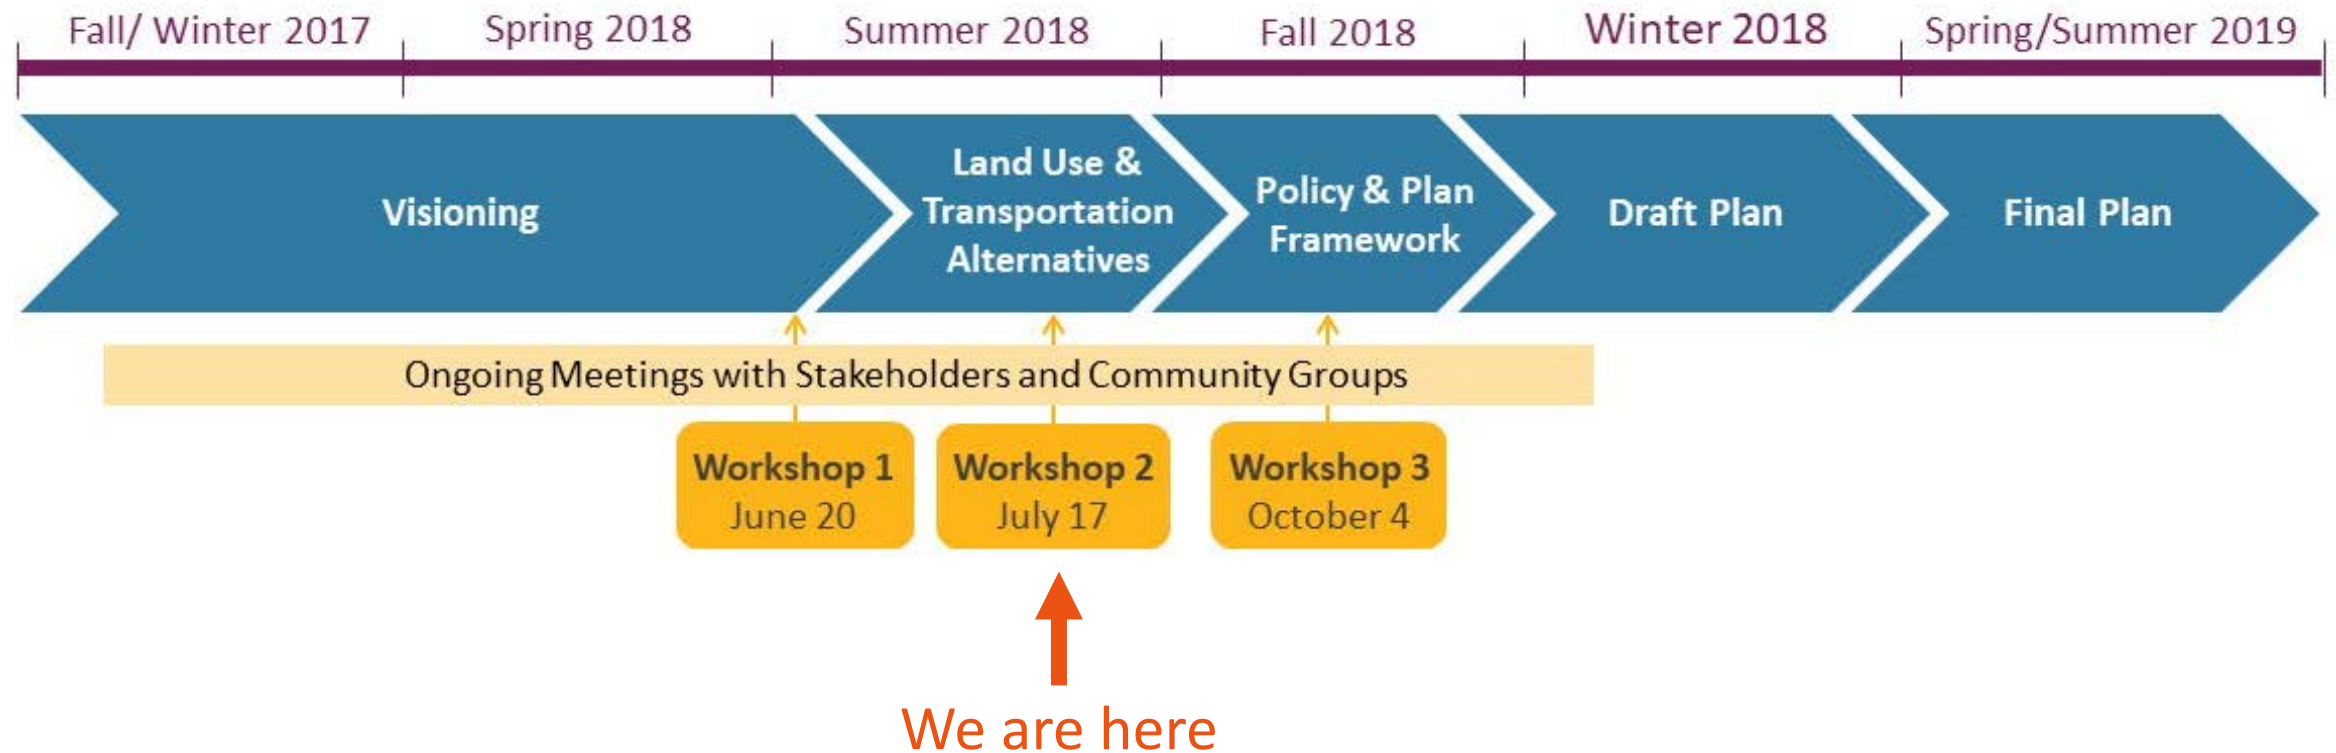 Fall/ Winter 2017
Spring 2018
Summer 2018
Fall 2018
Winter 2018
Spring/Summer 2019
Visioning
Land Use &
Transportation
Alternatives
Policy & Plan
Framework
Draft Plan
Final Plan
Ongoing Meetings with Stakeholders and Community Groups
Workshop 1
June 20
Workshop 2
July 17
Workshop 3
October 4
We are here